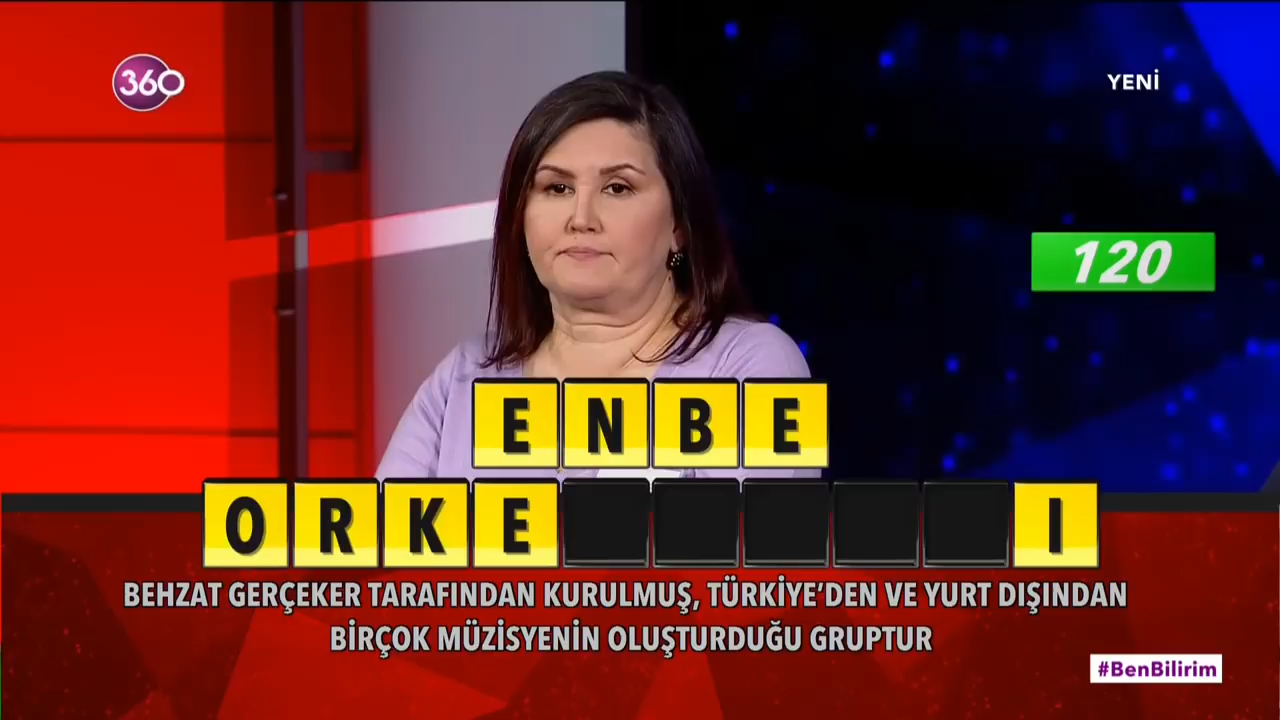 360
YENİ
120
ENBE
ORKE I
BEHZAT GERÇEKER TARAFINDAN KURULMUŞ, TÜRKİYE'DEN VE YURT DIŞINDAN
BİRÇOK MÜZİSYENİN OLUŞTURDUĞU GRUPTUR
#BenBilirim